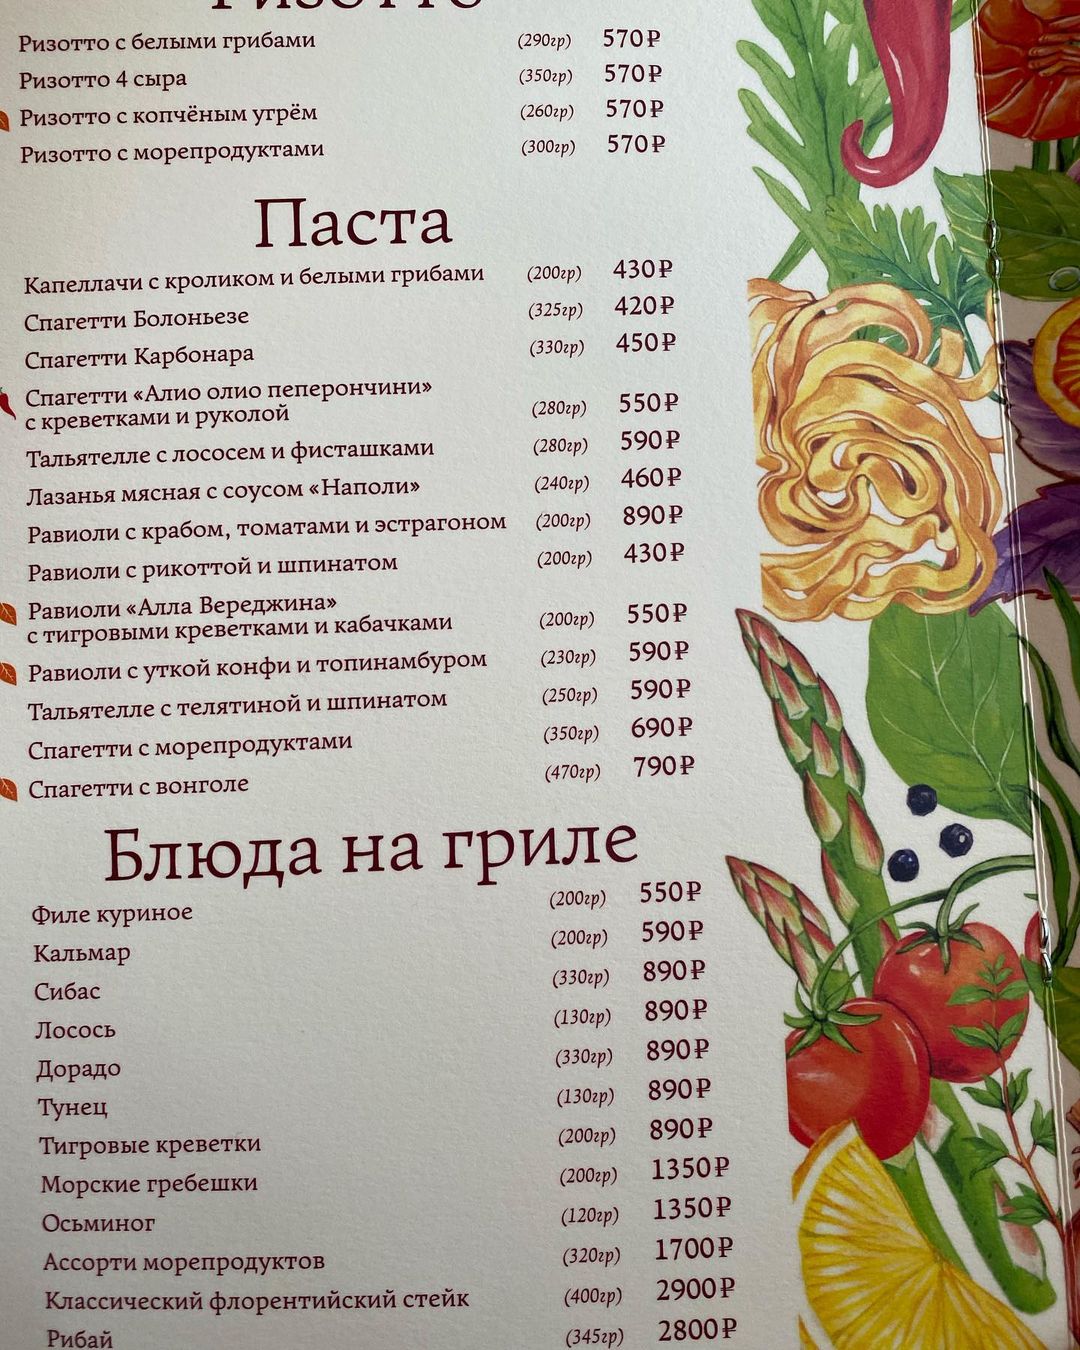 Ризотто
Ризотто с белыми грибами (290гр) 570₽
Ризотто 4 сыра (350гр) 570₽
Ризотто с копчёным угрём (260гр) 570₽
Ризотто с морепродуктами (300гр) 570₽
Паста
Капеллачи с кроликом и белыми грибами (200гр) 430₽
Спагетти Болоньезе (325гр) 420₽
Спагетти Карбонара (330гр) 450₽
Спагетти «Алио олио пеперончини»
с креветками и руколой (280гр) 550₽
Тальятелле с лососем и фисташками (280гр) 590₽
Лазанья мясная с соусом «Наполи» (240гр) 460₽
Равиоли с крабом, томатами и эстрагоном (200гр) 890₽
Равиоли с рикоттой и шпинатом (200гр) 430₽
Равиоли «Алла Вереджина»
с тигровыми креветками и кабачками (200гр) 550₽
Равиоли с уткой конфи и топинамбуром (230гр) 590₽
Тальятелле с телятиной и шпинатом (250гр) 590₽
Спагетти с морепродуктами (350гр) 690₽
Спагетти с вонголе (470гр) 790₽
Блюда на гриле
Филе куриное (200гр) 550₽
Кальмар (200гр) 590₽
Сибас (330гр) 890₽
Лосось (130гр) 890₽
Дорадо (330гр) 890₽
Тунец (130гр) 890₽
Тигровые креветки (200гр) 890₽
Морские гребешки (200гр) 1350₽
Осьминог (120гр) 1350₽
Ассорти морепродуктов (320гр) 1700₽
Классический флорентийский стейк (400гр) 2900₽
Рибай (345гр) 2800₽